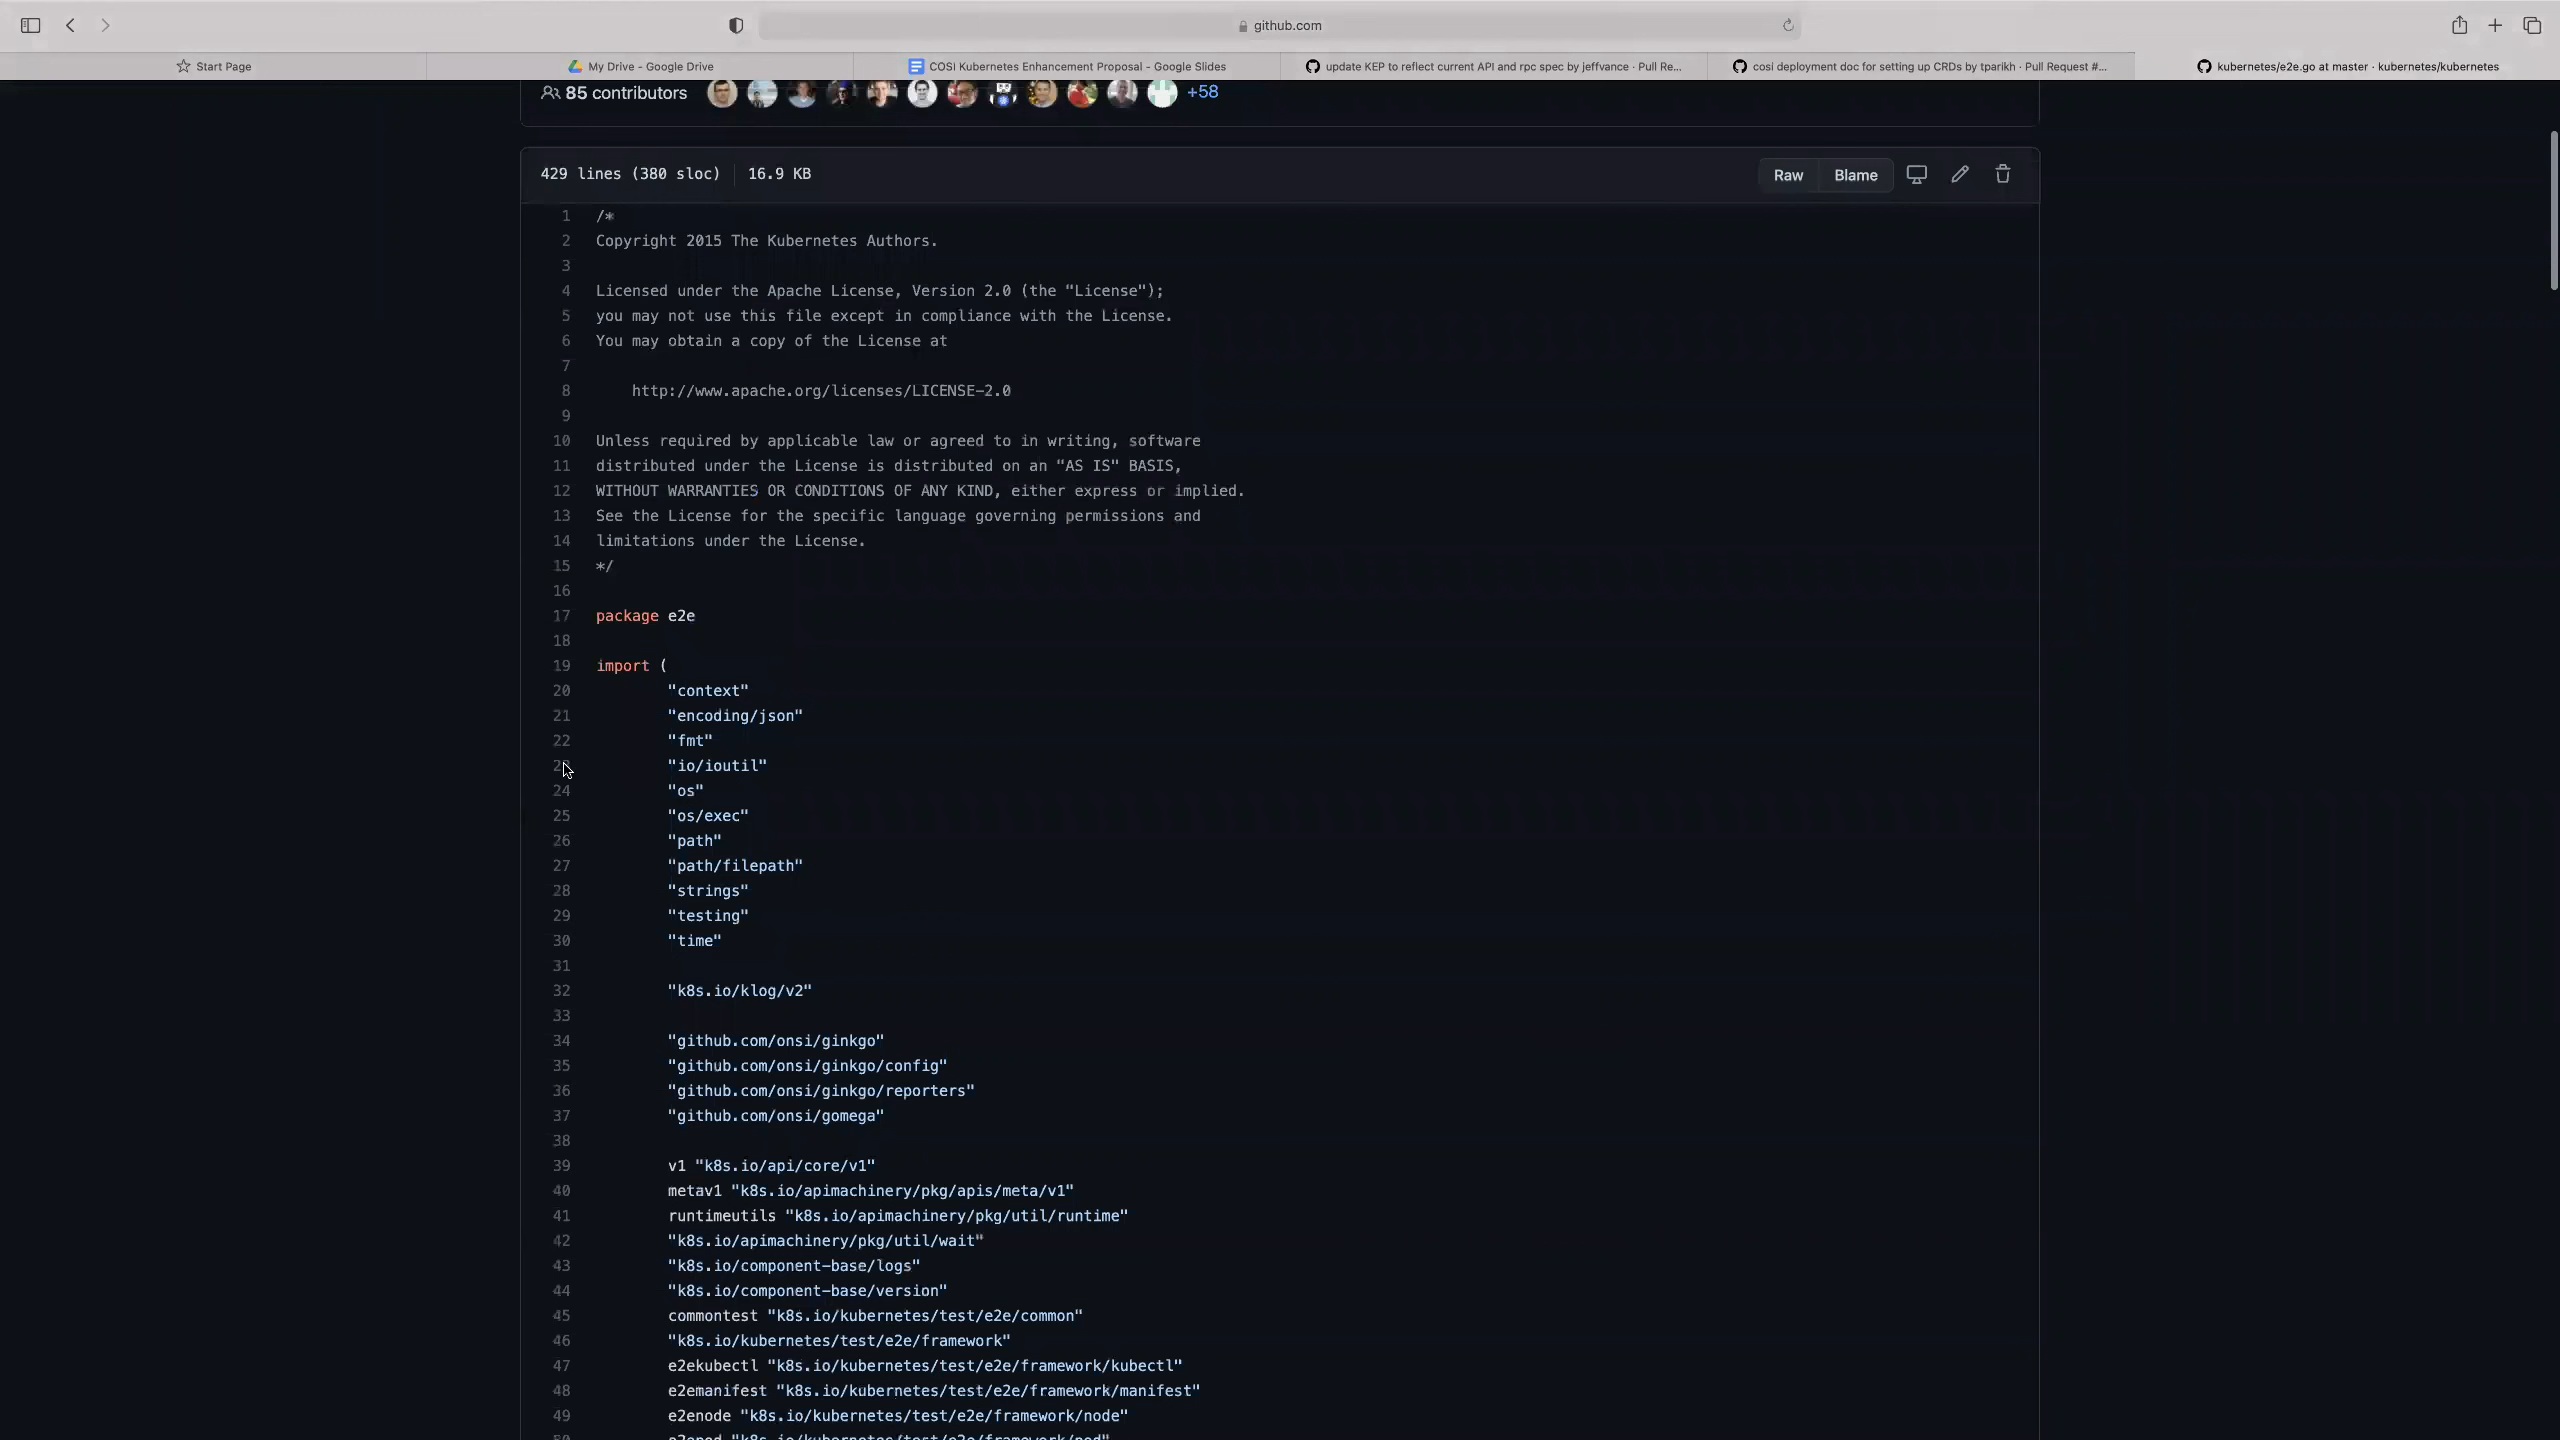 github.com
Start Page
My Drive - Google Drive
COSI Kubernetes Enhancement Proposal - Google Slides
update KEP to reflect current API and rpc spec by jeffvance · Pull Re...
cosi deployment doc for setting up CRDs by tparikh · Pull Request #...
kubernetes/e2e.go at master · kubernetes/kubernetes
85 contributors
+58
429 lines (380 sloc)
16.9 KB
Raw
Blame
1 /*
2 Copyright 2015 The Kubernetes Authors.
3
4 Licensed under the Apache License, Version 2.0 (the "License");
5 you may not use this file except in compliance with the License.
6 You may obtain a copy of the License at
7
8 http://www.apache.org/licenses/LICENSE-2.0
9
10 Unless required by applicable law or agreed to in writing, software
11 distributed under the License is distributed on an "AS IS" BASIS,
12 WITHOUT WARRANTIES OR CONDITIONS OF ANY KIND, either express or implied.
13 See the License for the specific language governing permissions and
14 limitations under the License.
15 */
16
17 package e2e
18
19 import (
20 "context"
21 "encoding/json"
22 "fmt"
"io/ioutil"
24 "os"
25 "os/exec"
26 "path"
27 "path/filepath"
28 "strings"
29 "testing"
30 "time"
31
32 "k8s.io/klog/v2"
33
34 "github.com/onsi/ginkgo"
35 "github.com/onsi/ginkgo/config"
36 "github.com/onsi/ginkgo/reporters"
37 "github.com/onsi/gomega"
38
39 v1 "k8s.io/api/core/v1"
40 metav1 "k8s.io/apimachinery/pkg/apis/meta/v1"
41 runtimeutils "k8s.io/apimachinery/pkg/util/runtime"
42 "k8s.io/apimachinery/pkg/util/wait"
43 "k8s.io/component-base/logs"
44 "k8s.io/component-base/version"
45 commontest "k8s.io/kubernetes/test/e2e/common"
46 "k8s.io/kubernetes/test/e2e/framework"
47 e2ekubectl "k8s.io/kubernetes/test/e2e/framework/kubectl"
48 e2emanifest "k8s.io/kubernetes/test/e2e/framework/manifest"
49 e2enode "k8s.io/kubernetes/test/e2e/framework/node"